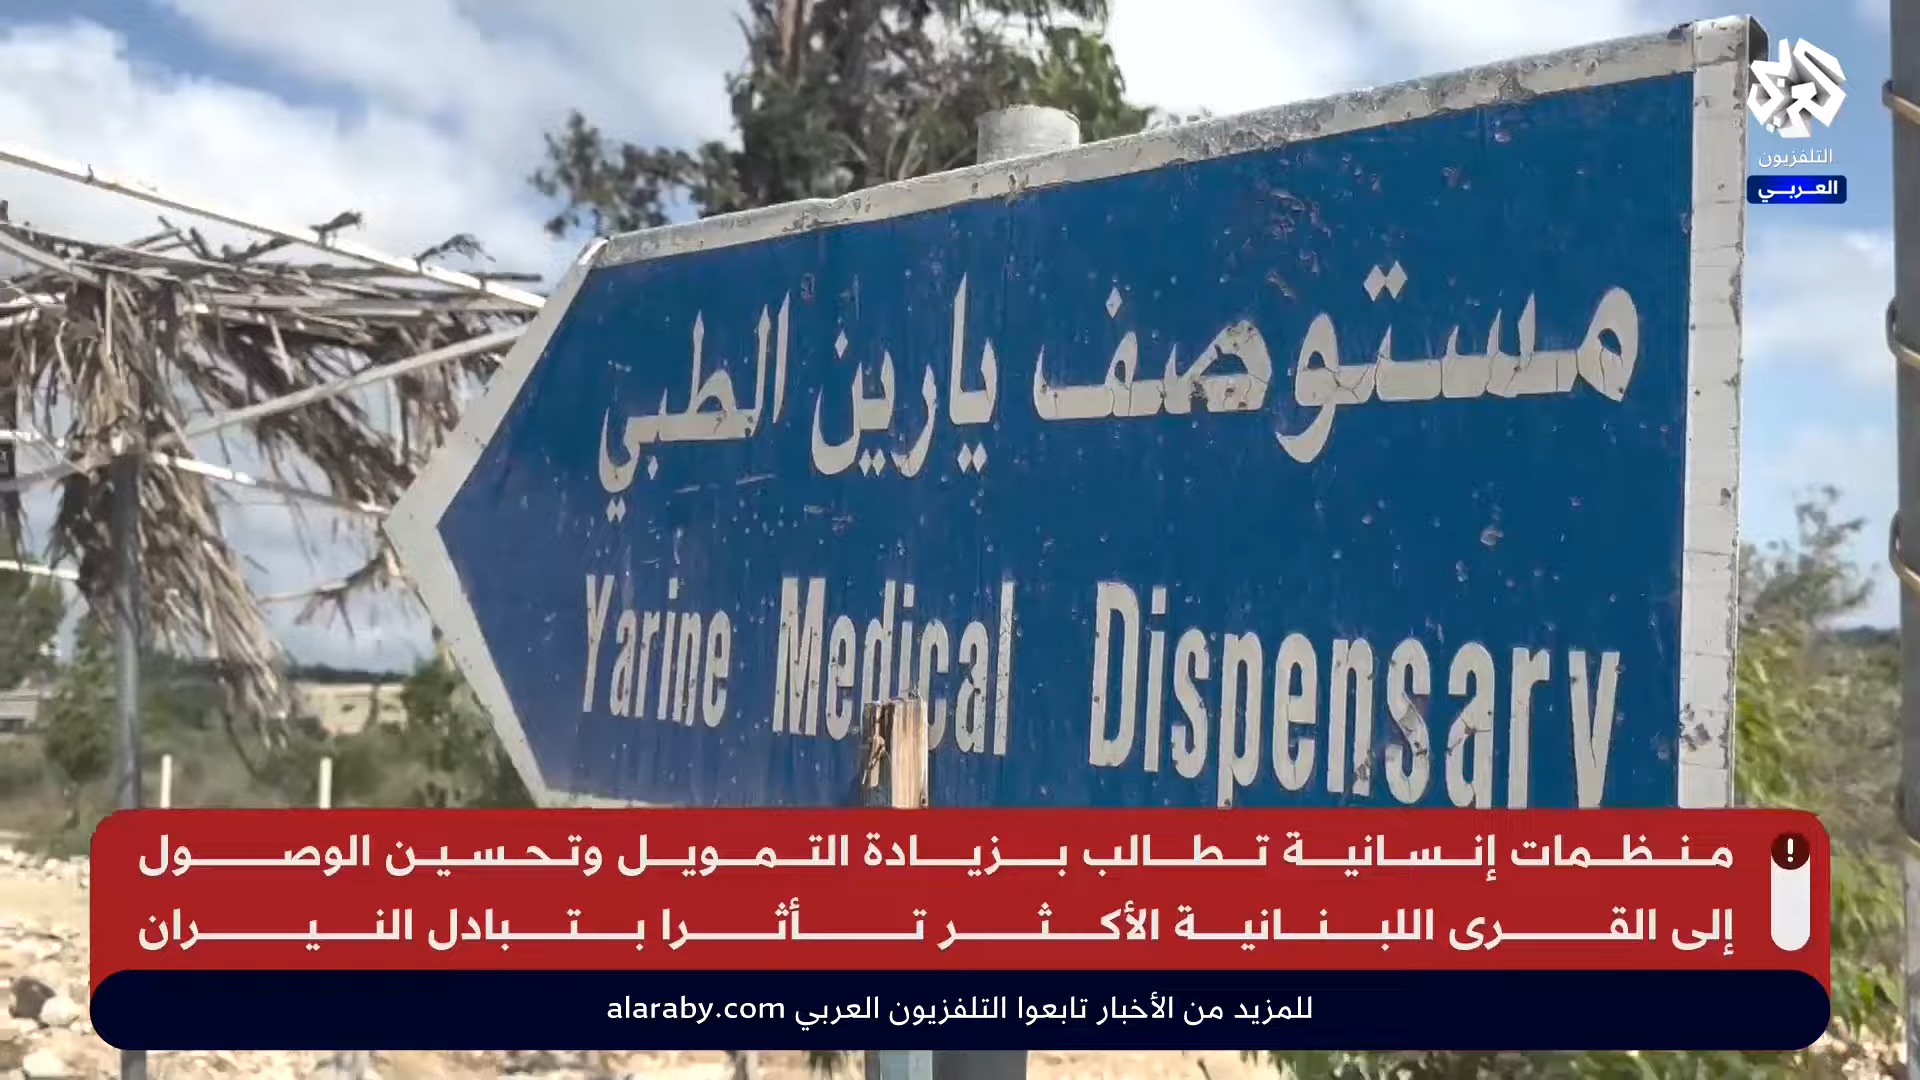 العربي
التلفزيون
العربي
مستوصف يارين الطبي
Yarine Medical Dispensary
منظمات إنسانية تطالب بزيادة التمويل وتحسين الوصول
إلى القرى اللبنانية الأكثر تأثرا بتبادل النيران
للمزيد من الأخبار تابعوا التلفزيون العربي alaraby.com